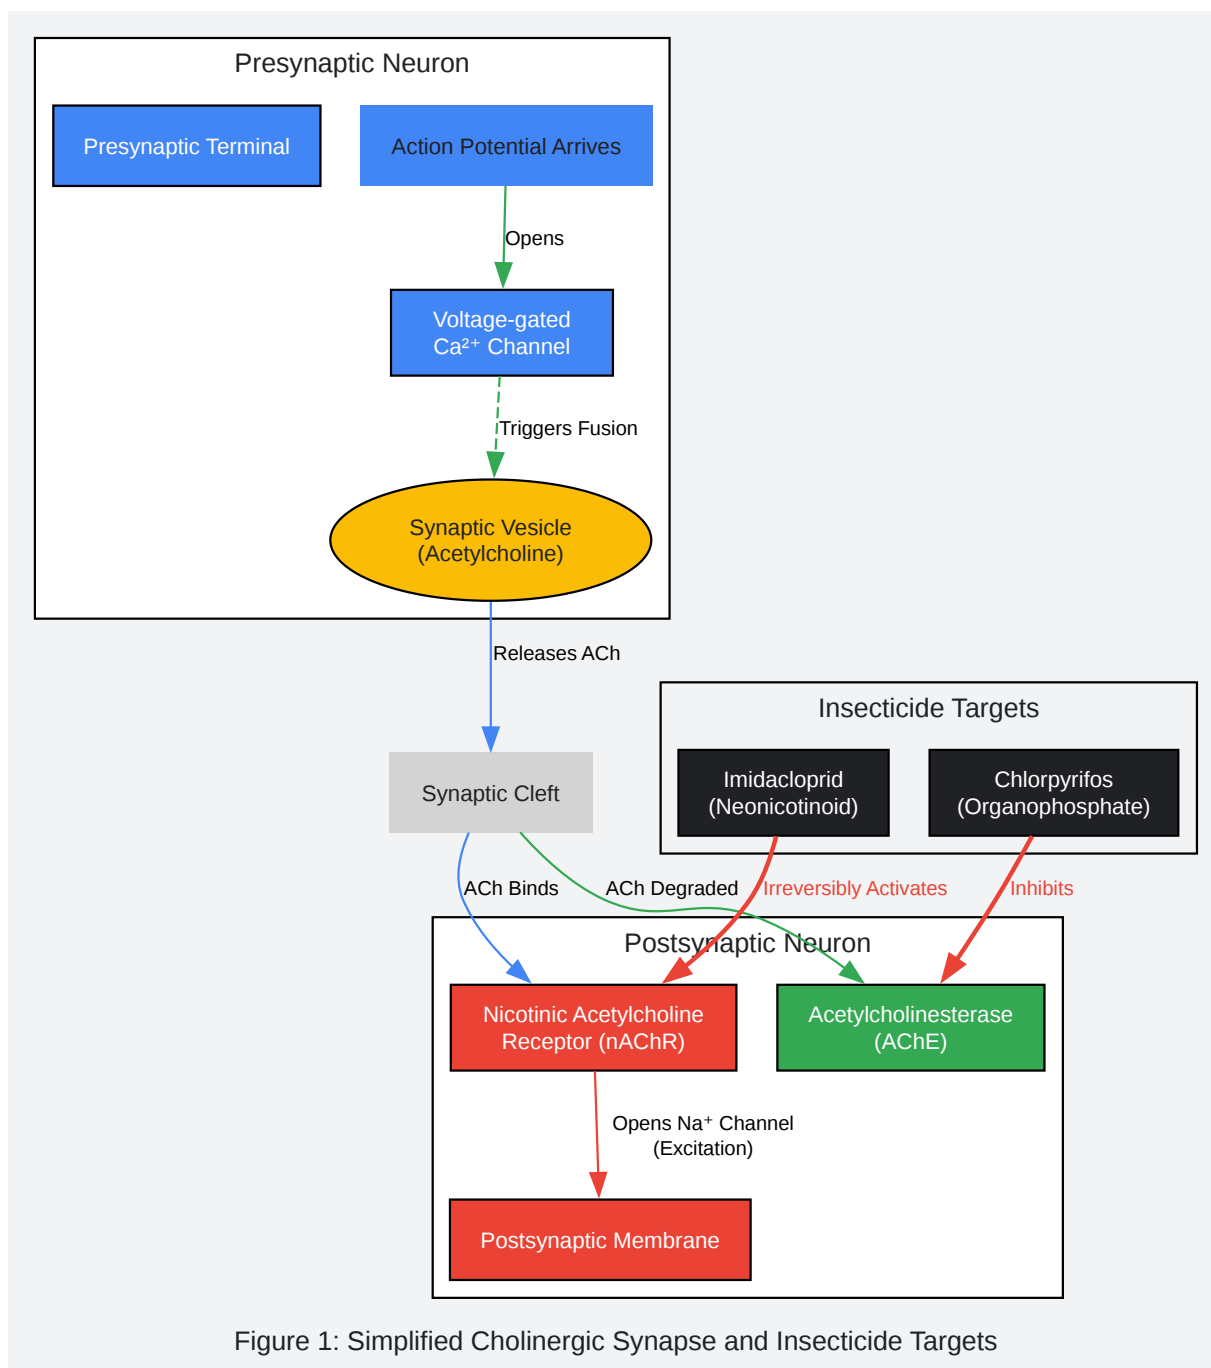 Presynaptic Neuron
Presynaptic Terminal
Action Potential Arrives
Opens
Voltage-gated
Ca²⁺ Channel
Triggers Fusion
Synaptic Vesicle
(Acetylcholine)
Releases ACh
Insecticide Targets
Synaptic Cleft
Imidacloprid
(Neonicotinoid)
Chlorpyrifos
(Organophosphate)
ACh Binds
ACh Degraded
Irreversibly Activates
Inhibits
Postsynaptic Neuron
Nicotinic Acetylcholine
Receptor (nAChR)
Acetylcholinesterase
(AChE)
Opens Na⁺ Channel
(Excitation)
Postsynaptic Membrane
Figure 1: Simplified Cholinergic Synapse and Insecticide Targets